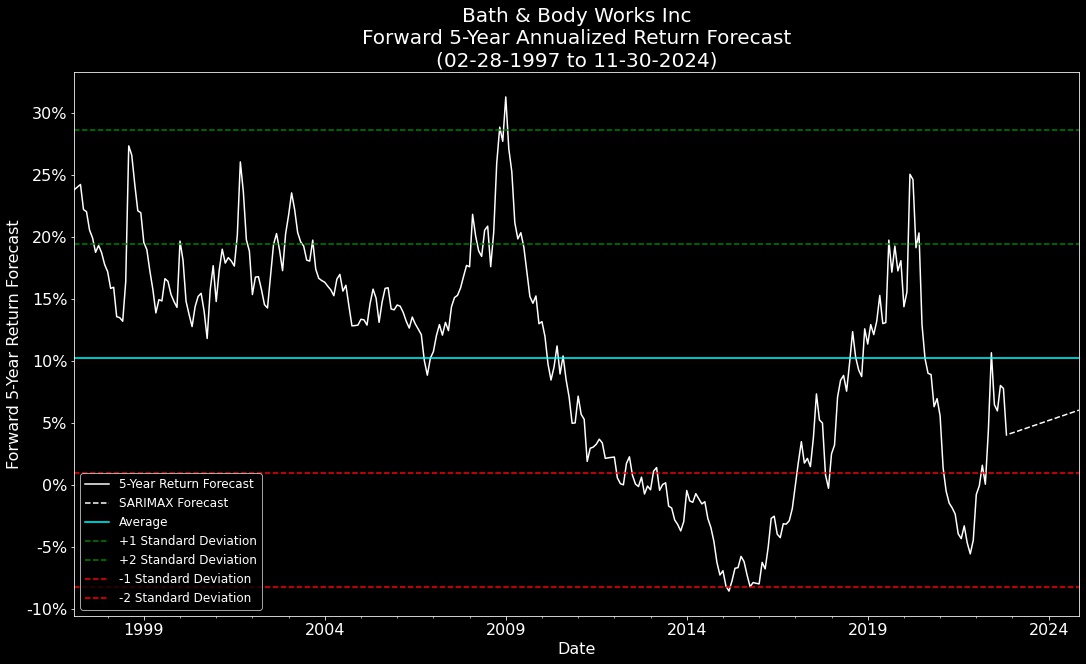 Bath & Body Works Inc
Forward 5-Year Annualized Return Forecast
(02-28-1997 to 11-30-2024)
Forward 5-Year Return Forecast
30%
25%
20%
15%
10%
5%
0%
-5%
-10%
5-Year Return Forecast
SARIMAX Forecast
Average
+1 Standard Deviation
+2 Standard Deviation
-1 Standard Deviation
-2 Standard Deviation
1999
2004
2009
2014
2019
2024
Date